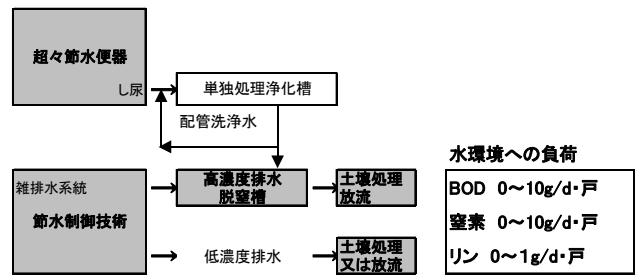 超々節水便器
し尿
単独処理浄化槽
配管洗浄水
雑排水系統
節水制御技術
高濃度排水
脱窒槽
土壌処理
放流
低濃度排水
土壌処理
又は放流
水環境への負荷
BOD 0～10g/d･戸
窒素 0～10g/d･戸
リン 0～1g/d･戸